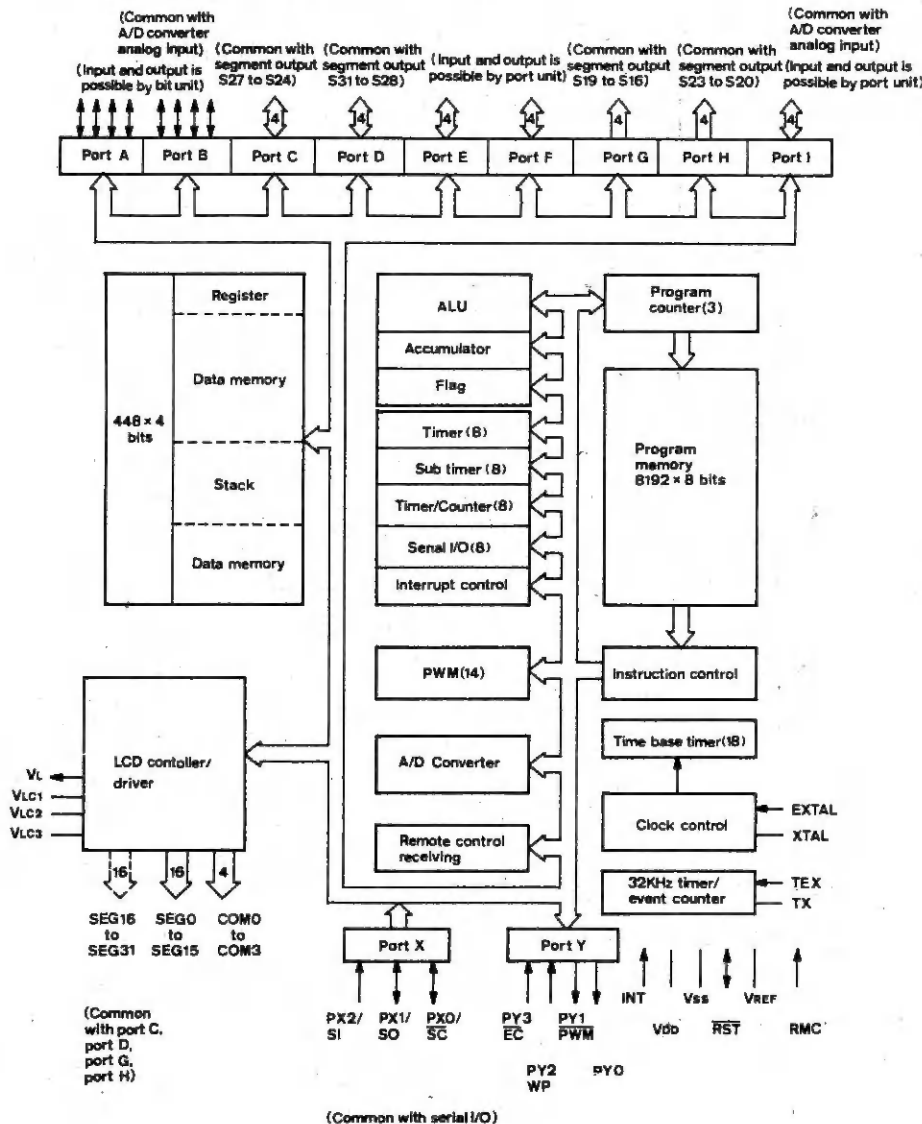 (Common with
A/D converter
analog input)
(Input and output is
possible by bit unit)
(Common with
segment output
S27 to S24)
(Common with
segment output
S31 to S28)
(Input and output is
possible by port unit)
(Common with
segment output
S19 to S16)
(Common with
segment output
S23 to S20)
(Common with
A/D converter
analog input)
(Input and output is
possible by port unit)
4 4 4 4 4 4 4
Port A Port B Port C Port D Port E Port F Port G Port H Port I
448 × 4
bits
Register
Data memory
Stack
Data memory
ALU
Accumulator
Flag
Timer (8)
Sub timer (8)
Timer/Counter (8)
Serial I/O (8)
Interrupt control
PWM(14)
A/D Converter
Remote control
receiving
Program
counter(3)
Program
memory
8192 × 8 bits
Instruction control
Time base timer(18)
Clock control
EXTAL
XTAL
32KHz timer/
event counter
TEX
TX
LCD contoller/
driver
VL
VLC1
VLC2
VLC3
16 16 4
SEG16
to
SEG31
SEG0
to
SEG15
COM0
to
COM3
(Common
with port C,
port D,
port G,
port H)
Port X
PX2/
SI
PX1/
SO
PX0/
SC
Port Y
PY3
EC
PY2
WP
PY1
PWM
PY0
INT
VDD
Vss
RST
VREF
RMC
(Common with serial I/O)